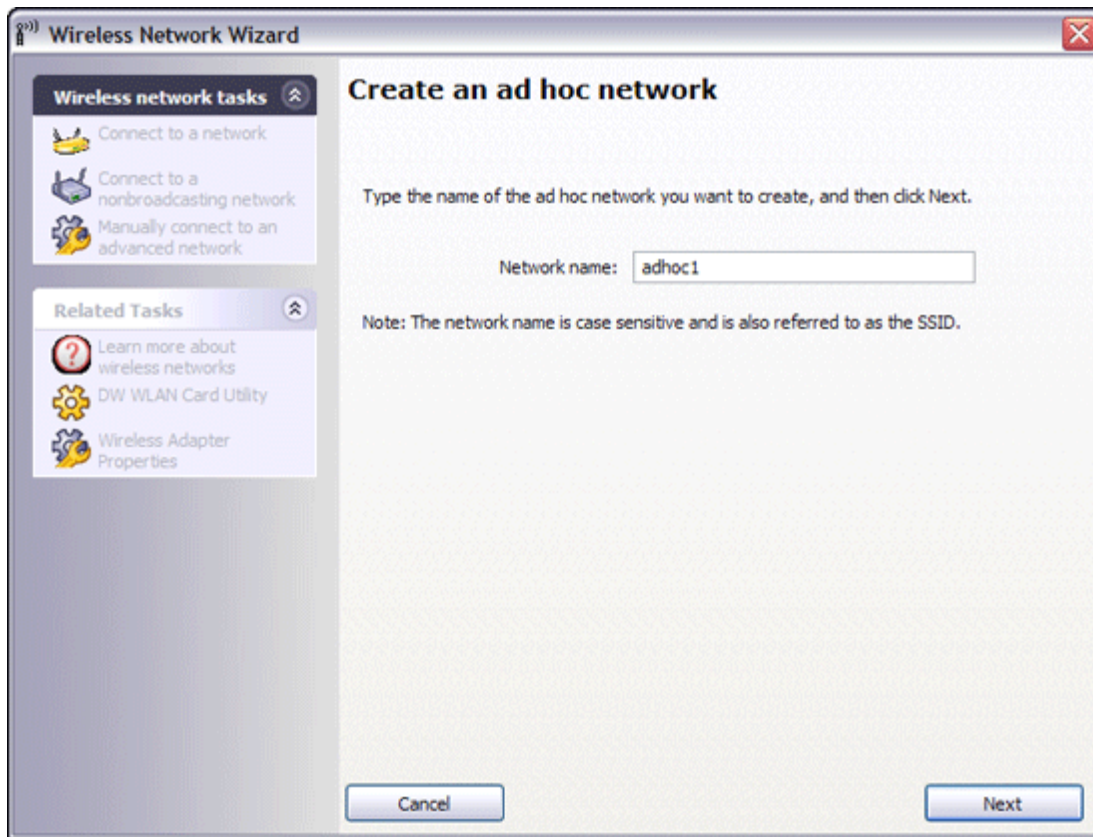 Wireless Network Wizard
Wireless network tasks
Connect to a network
Connect to a
nonbroadcasting network
Manually connect to an
advanced network
Related Tasks
Learn more about
wireless networks
DW WLAN Card Utility
Wireless Adapter
Properties
Create an ad hoc network
Type the name of the ad hoc network you want to create, and then click Next.
Network name: adhoc1
Note: The network name is case sensitive and is also referred to as the SSID.
Cancel
Next